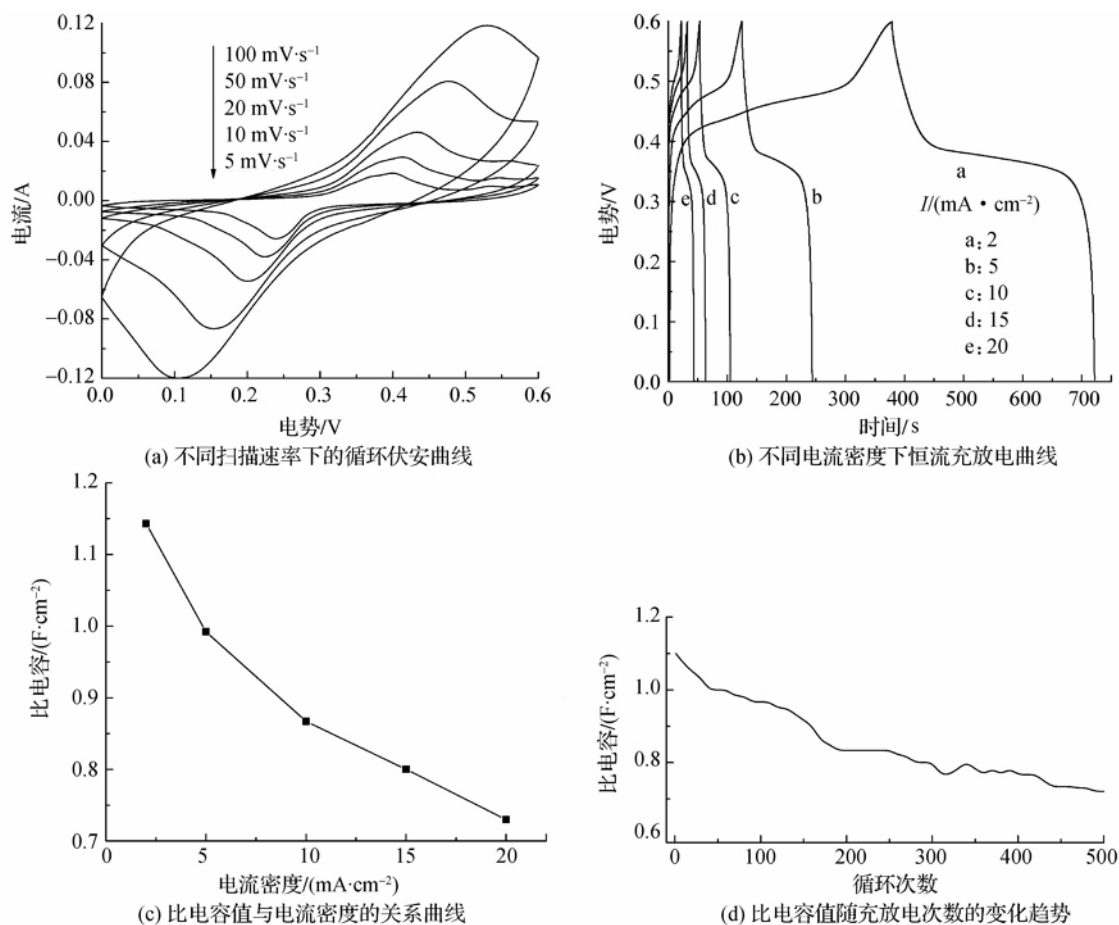 0.12
0.08
0.04
0.00
−0.04
−0.08
−0.12
电流/A
100 mV·s⁻¹
50 mV·s⁻¹
20 mV·s⁻¹
10 mV·s⁻¹
5 mV·s⁻¹
0.0 0.1 0.2 0.3 0.4 0.5 0.6
电势/V
(a) 不同扫描速率下的循环伏安曲线
0.6
0.5
0.4
0.3
0.2
0.1
0.0
电势/V
a
e d c b
I/(mA·cm⁻²)
a: 2
b: 5
c: 10
d: 15
e: 20
0 100 200 300 400 500 600 700
时间/s
(b) 不同电流密度下恒流充放电曲线
1.2
1.1
1.0
0.9
0.8
0.7
比电容/(F·cm⁻²)
0 5 10 15 20
电流密度/(mA·cm⁻²)
(c) 比电容值与电流密度的关系曲线
1.2
1.0
0.8
0.6
比电容/(F·cm⁻²)
0 100 200 300 400 500
循环次数
(d) 比电容值随充放电次数的变化趋势